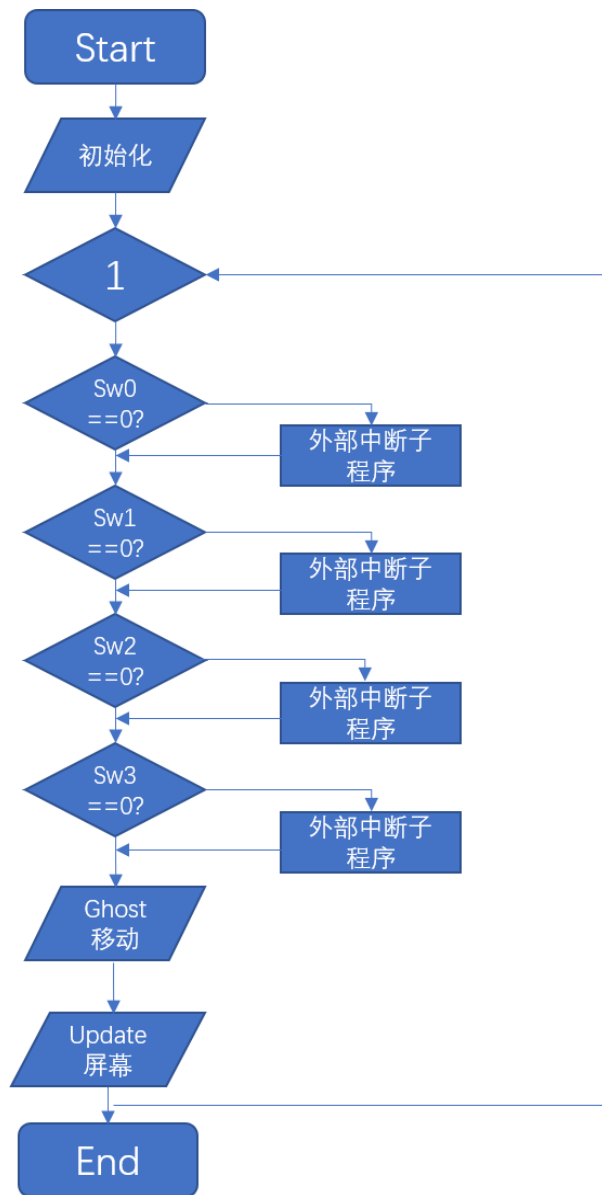 Start
初始化
1
Sw0
==0?
外部中断子
程序
Sw1
==0?
外部中断子
程序
Sw2
==0?
外部中断子
程序
Sw3
==0?
外部中断子
程序
Ghost
移动
Update
屏幕
End